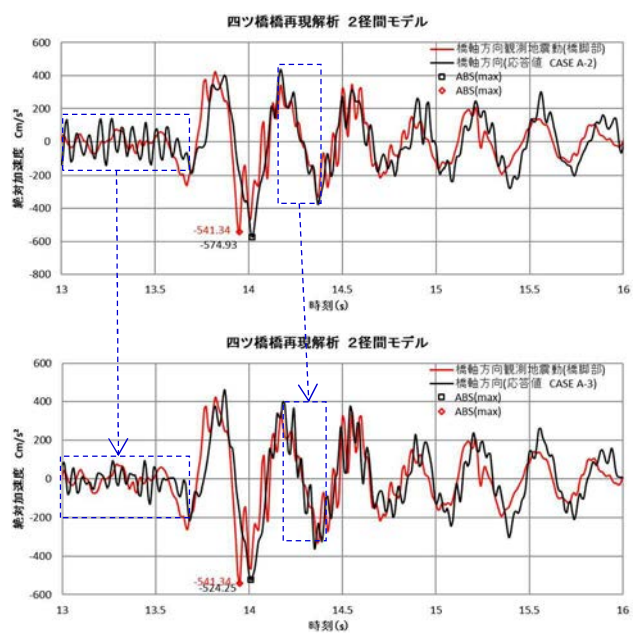 四ツ橋橋再現解析 2径間モデル
橋軸方向観測地震動(橋脚部)
橋軸方向(応答値 CASE A-2)
ABS(max)
ABS(max)
絶対加速度 Cm/s²
600
400
200
0
-200
-400
-600
-800
-541.34
-574.93
13
13.5
14
14.5
15
15.5
16
時刻(s)
四ツ橋橋再現解析 2径間モデル
橋軸方向観測地震動(橋脚部)
橋軸方向(応答値 CASE A-3)
ABS(max)
ABS(max)
絶対加速度 Cm/s²
600
400
200
0
-200
-400
-600
-541.34
-524.25
13
13.5
14
14.5
15
15.5
16
時刻(s)